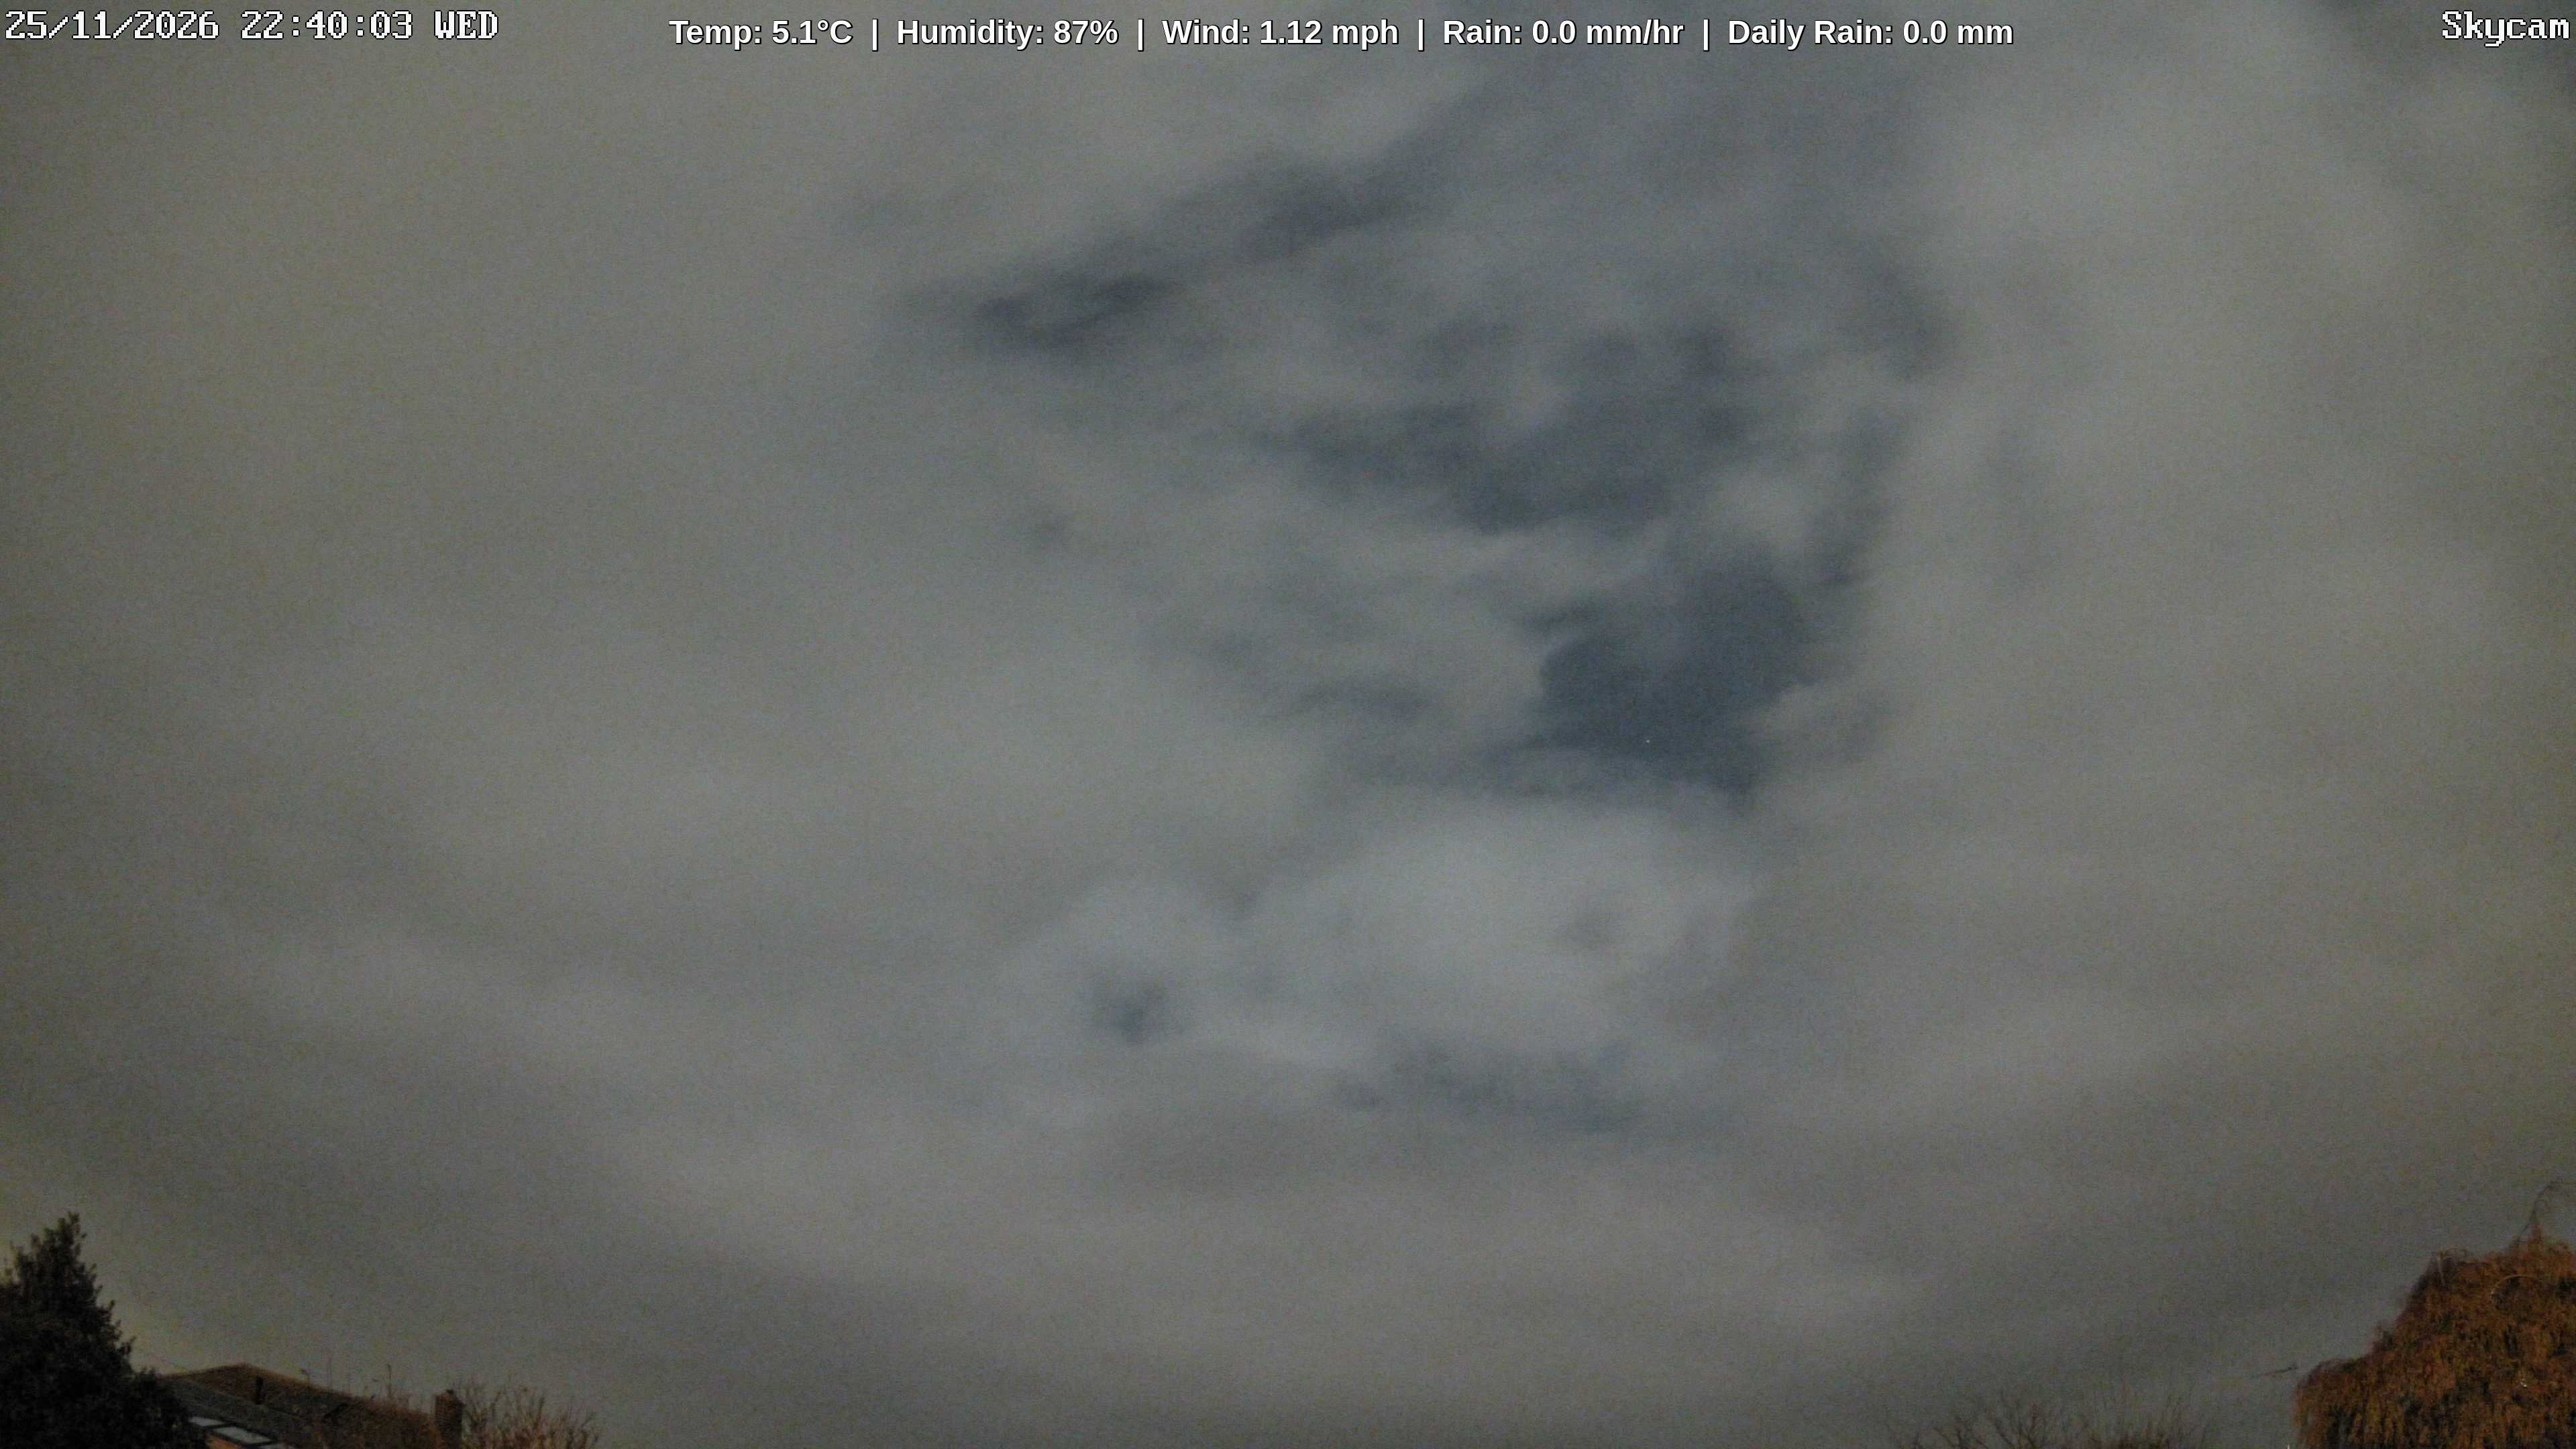 25/11/2026 22:40:03 WED
Temp: 5.1°C | Humidity: 87% | Wind: 1.12 mph | Rain: 0.0 mm/hr | Daily Rain: 0.0 mm
Skycam